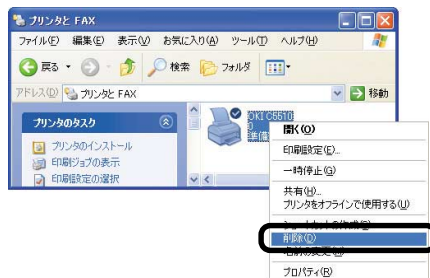 プリンタと FAX
ファイル(F) 編集(E) 表示(V) お気に入り(A) ツール(T) ヘルプ(H)
戻る 検索 フォルダ
アドレス(D) プリンタと FAX 移動
プリンタのタスク
プリンタのインストール
印刷ジョブの表示
印刷設定の選択
OKI C5510
0
準備
開く(O)
印刷設定(E)...
一時停止(G)
共有(H)...
プリンタをオフラインで使用する(U)
削除(D)
プロパティ(R)